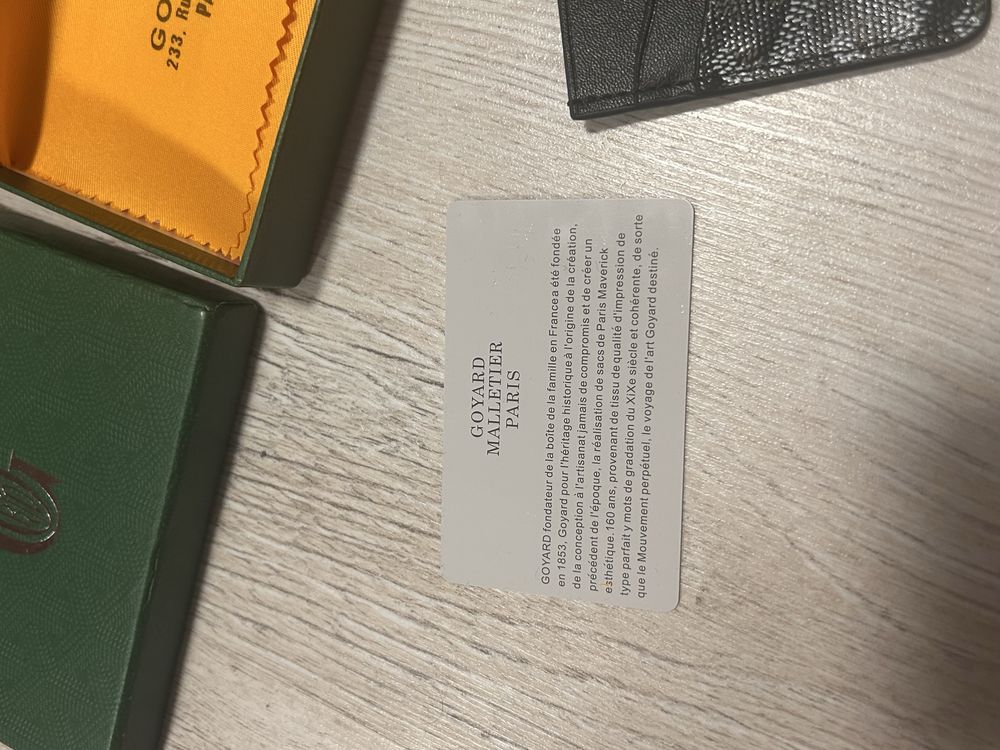 GO
233, Ru
PA
GOYARD
MALLETIER
PARIS
GOYARD fondateur de la boîte de la famille en Francea été fondée
en 1853, Goyard pour l'héritage historique à l'origine de la création,
de la conception à l'artisanat jamais de compromis et de créer un
précédent de l'époque, la réalisation de sacs de Paris Maverick
esthétique.160 ans, provenant de tissu de qualité d'impression de
type parfait y mots de gradation du XiXe siècle et cohérente, de sorte
que le Mouvement perpétuel, le voyage de l'art Goyard destiné.